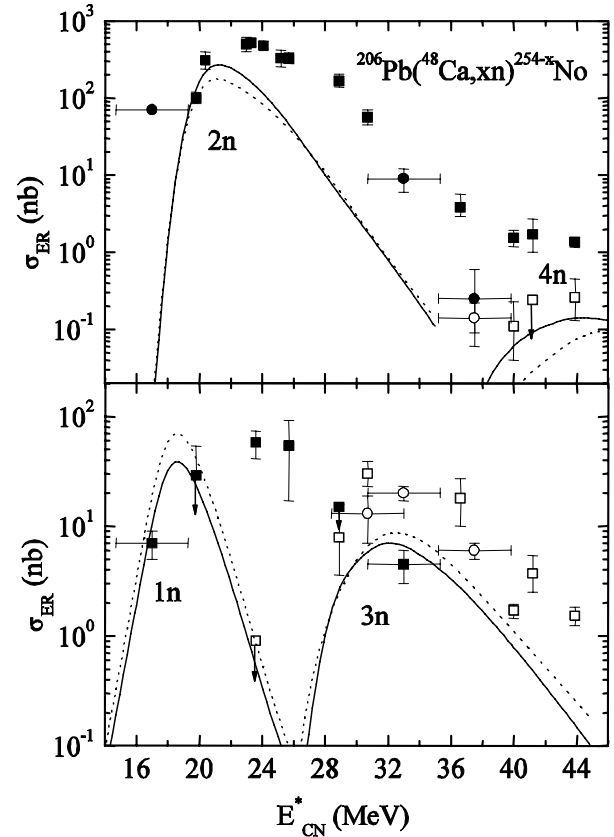 10³
²⁰⁶Pb(⁴⁸Ca,xn)²⁵⁴⁻ˣNo
10²
2n
10¹
σ_ER (nb)
10⁰
4n
10⁻¹
10²
10¹
σ_ER (nb)
1n
3n
10⁰
10⁻¹
16 20 24 28 32 36 40 44
E*_CN (MeV)